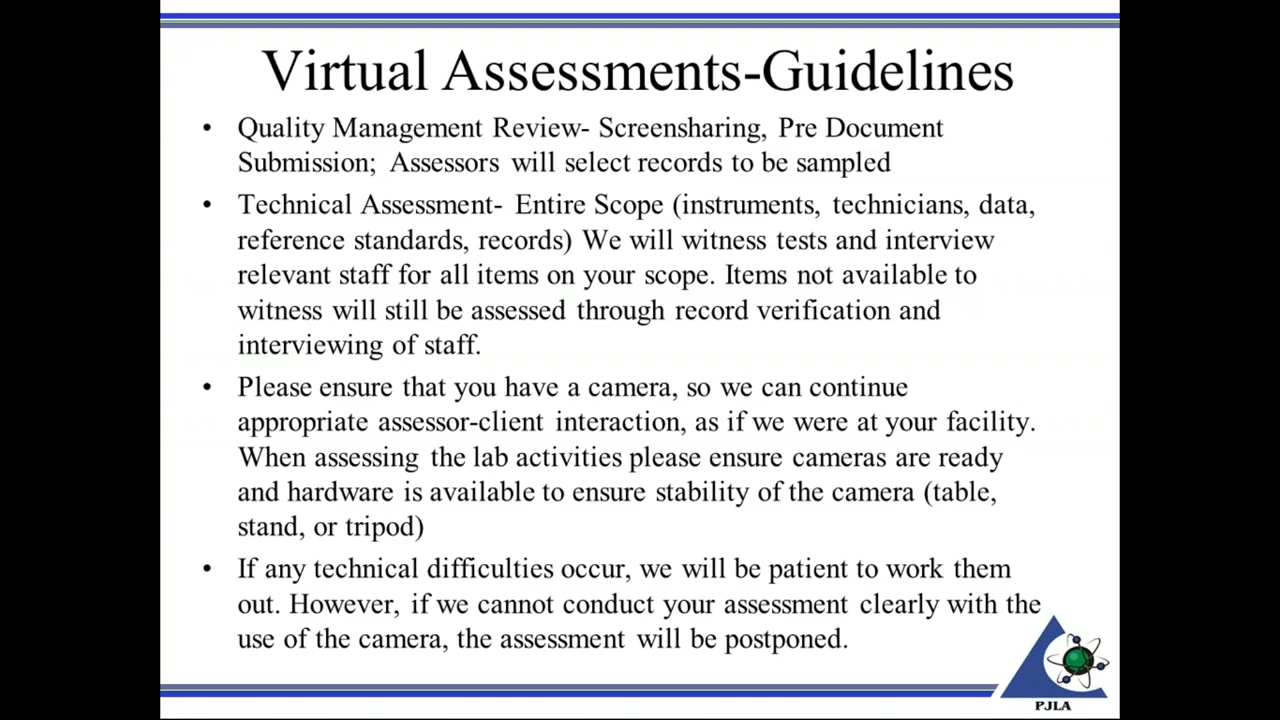 Virtual Assessments-Guidelines
• Quality Management Review- Screensharing, Pre Document
Submission; Assessors will select records to be sampled
• Technical Assessment- Entire Scope (instruments, technicians, data,
reference standards, records) We will witness tests and interview
relevant staff for all items on your scope. Items not available to
witness will still be assessed through record verification and
interviewing of staff.
• Please ensure that you have a camera, so we can continue
appropriate assessor-client interaction, as if we were at your facility.
When assessing the lab activities please ensure cameras are ready
and hardware is available to ensure stability of the camera (table,
stand, or tripod)
• If any technical difficulties occur, we will be patient to work them
out. However, if we cannot conduct your assessment clearly with the
use of the camera, the assessment will be postponed.
PJLA